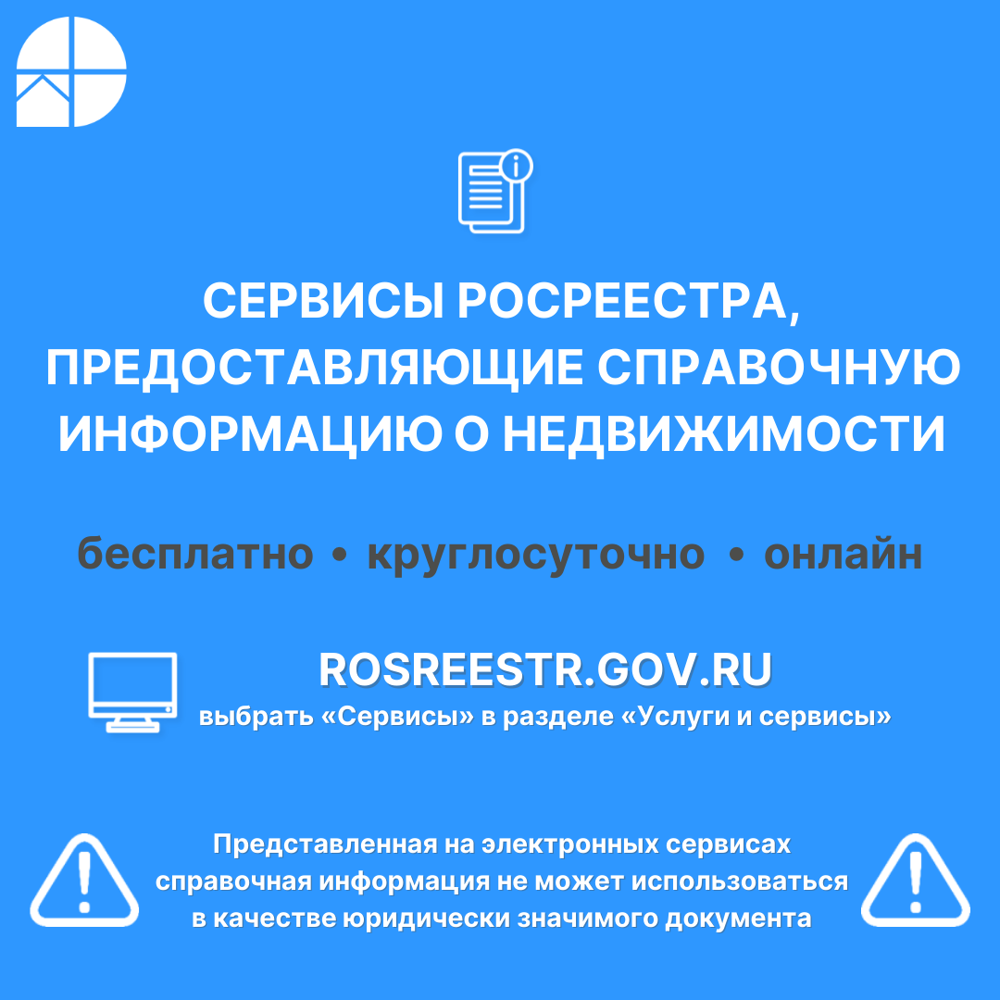 СЕРВИСЫ РОСРЕЕСТРА,
ПРЕДОСТАВЛЯЮЩИЕ СПРАВОЧНУЮ
ИНФОРМАЦИЮ О НЕДВИЖИМОСТИ
бесплатно • круглосуточно • онлайн
ROSREESTR.GOV.RU
выбрать «Сервисы» в разделе «Услуги и сервисы»
Представленная на электронных сервисах
справочная информация не может использоваться
в качестве юридически значимого документа